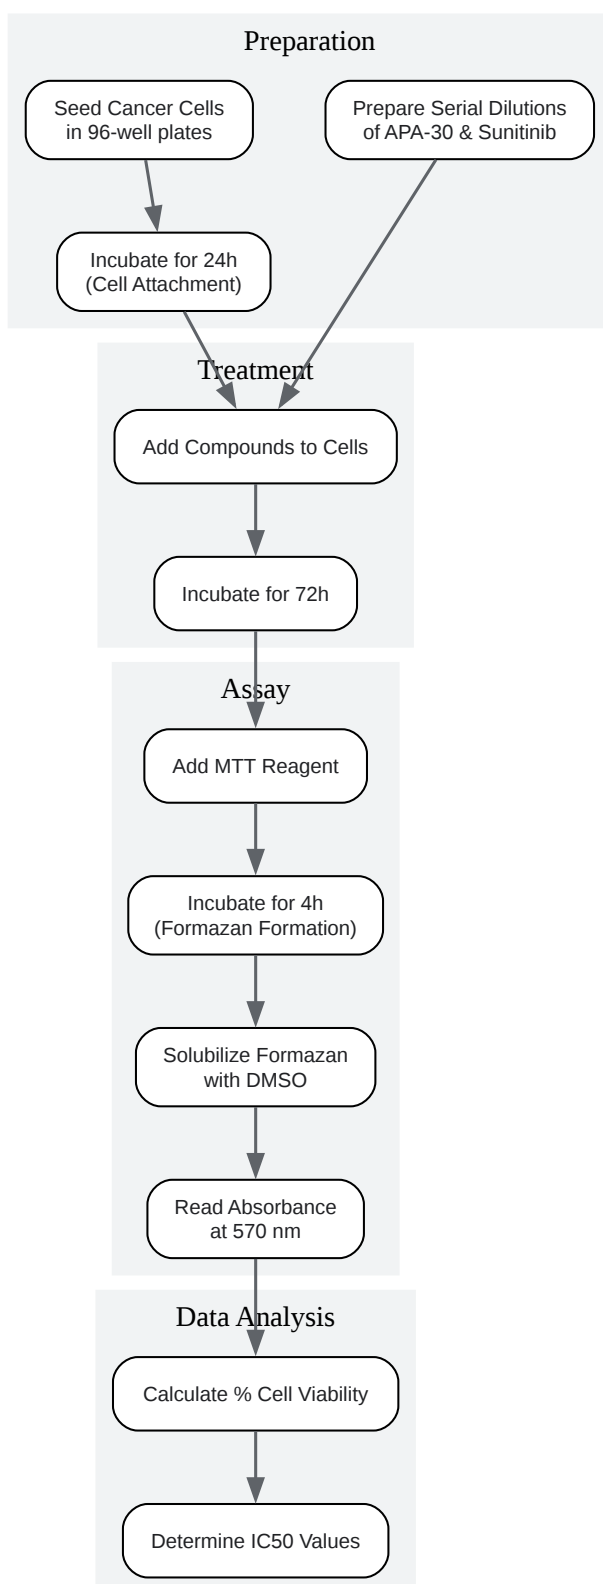 Preparation
Seed Cancer Cells
in 96-well plates
Prepare Serial Dilutions
of APA-30 & Sunitinib
Incubate for 24h
(Cell Attachment)
Treatment
Add Compounds to Cells
Incubate for 72h
Assay
Add MTT Reagent
Incubate for 4h
(Formazan Formation)
Solubilize Formazan
with DMSO
Read Absorbance
at 570 nm
Data Analysis
Calculate % Cell Viability
Determine IC50 Values